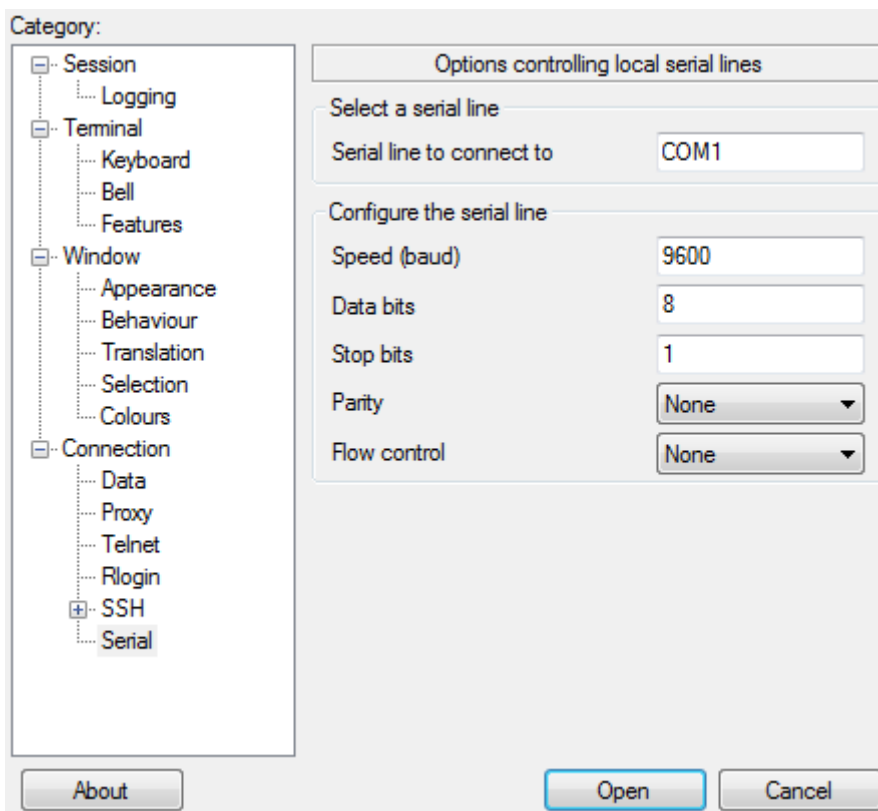 Category:
Session
Logging
Terminal
Keyboard
Bell
Features
Window
Appearance
Behaviour
Translation
Selection
Colours
Connection
Data
Proxy
Telnet
Rlogin
SSH
Serial
Options controlling local serial lines
Select a serial line
Serial line to connect to COM1
Configure the serial line
Speed (baud) 9600
Data bits 8
Stop bits 1
Parity None
Flow control None
About Open Cancel